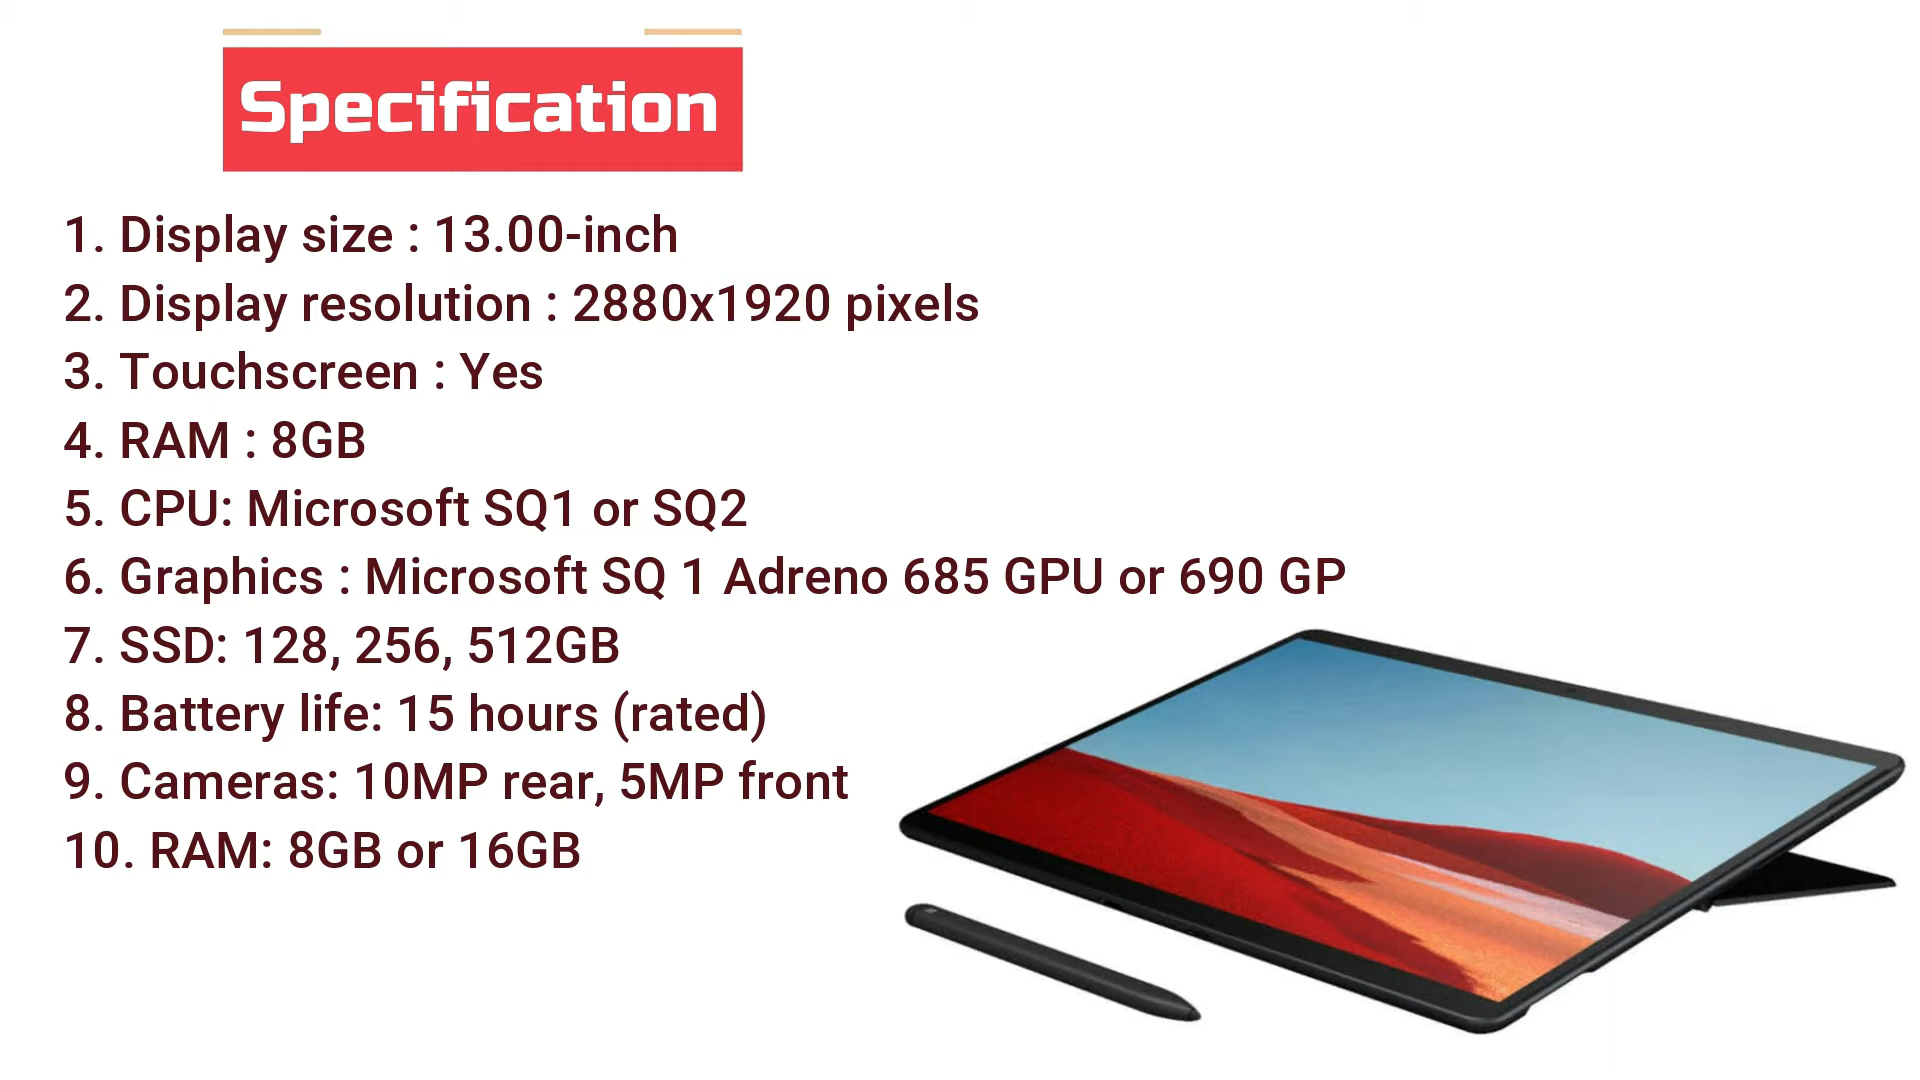 Specification
1. Display size : 13.00-inch
2. Display resolution : 2880x1920 pixels
3. Touchscreen : Yes
4. RAM : 8GB
5. CPU: Microsoft SQ1 or SQ2
6. Graphics : Microsoft SQ 1 Adreno 685 GPU or 690 GP
7. SSD: 128, 256, 512GB
8. Battery life: 15 hours (rated)
9. Cameras: 10MP rear, 5MP front
10. RAM: 8GB or 16GB